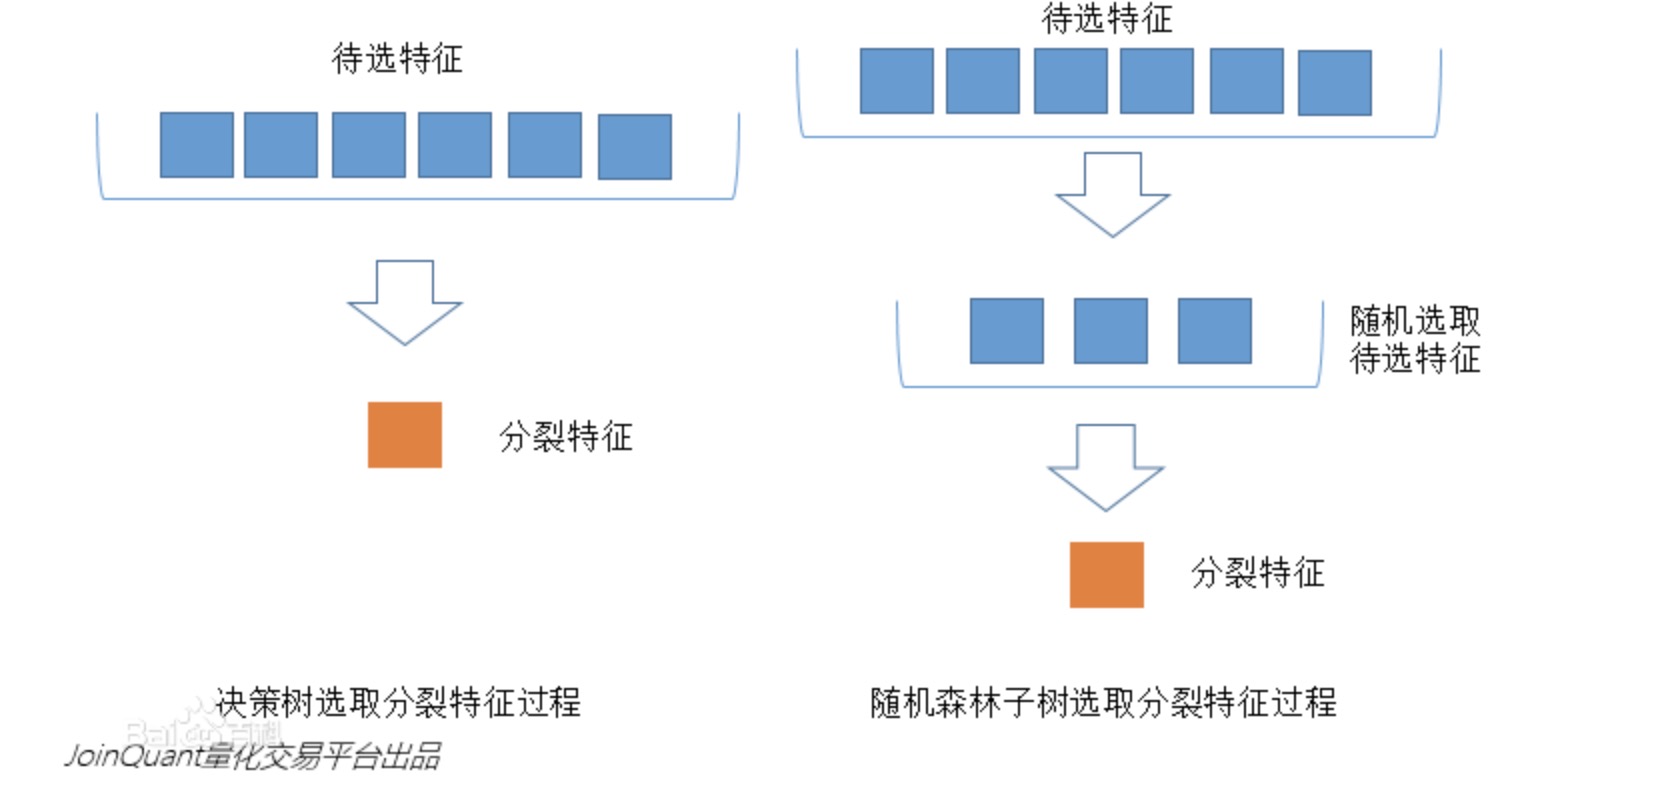 待选特征
分裂特征
决策树选取分裂特征过程
待选特征
随机选取
待选特征
分裂特征
随机森林子树选取分裂特征过程
Bai百科
JoinQuant量化交易平台出品